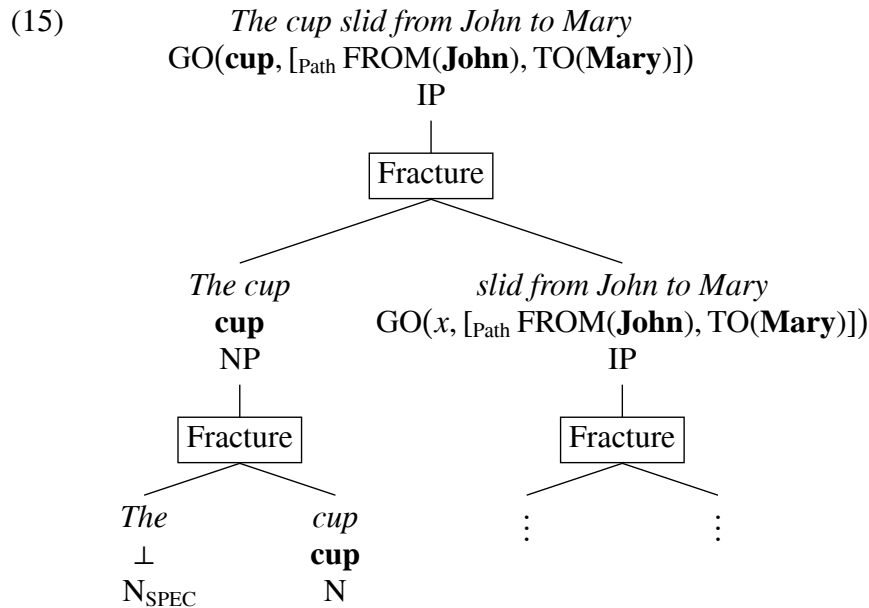 (15) The cup slid from John to Mary
GO(cup, [Path FROM(John), TO(Mary)])
IP
Fracture
The cup slid from John to Mary
cup GO(x, [Path FROM(John), TO(Mary)])
NP IP
Fracture Fracture
The cup ⋮ ⋮
⊥ cup
NSPEC N